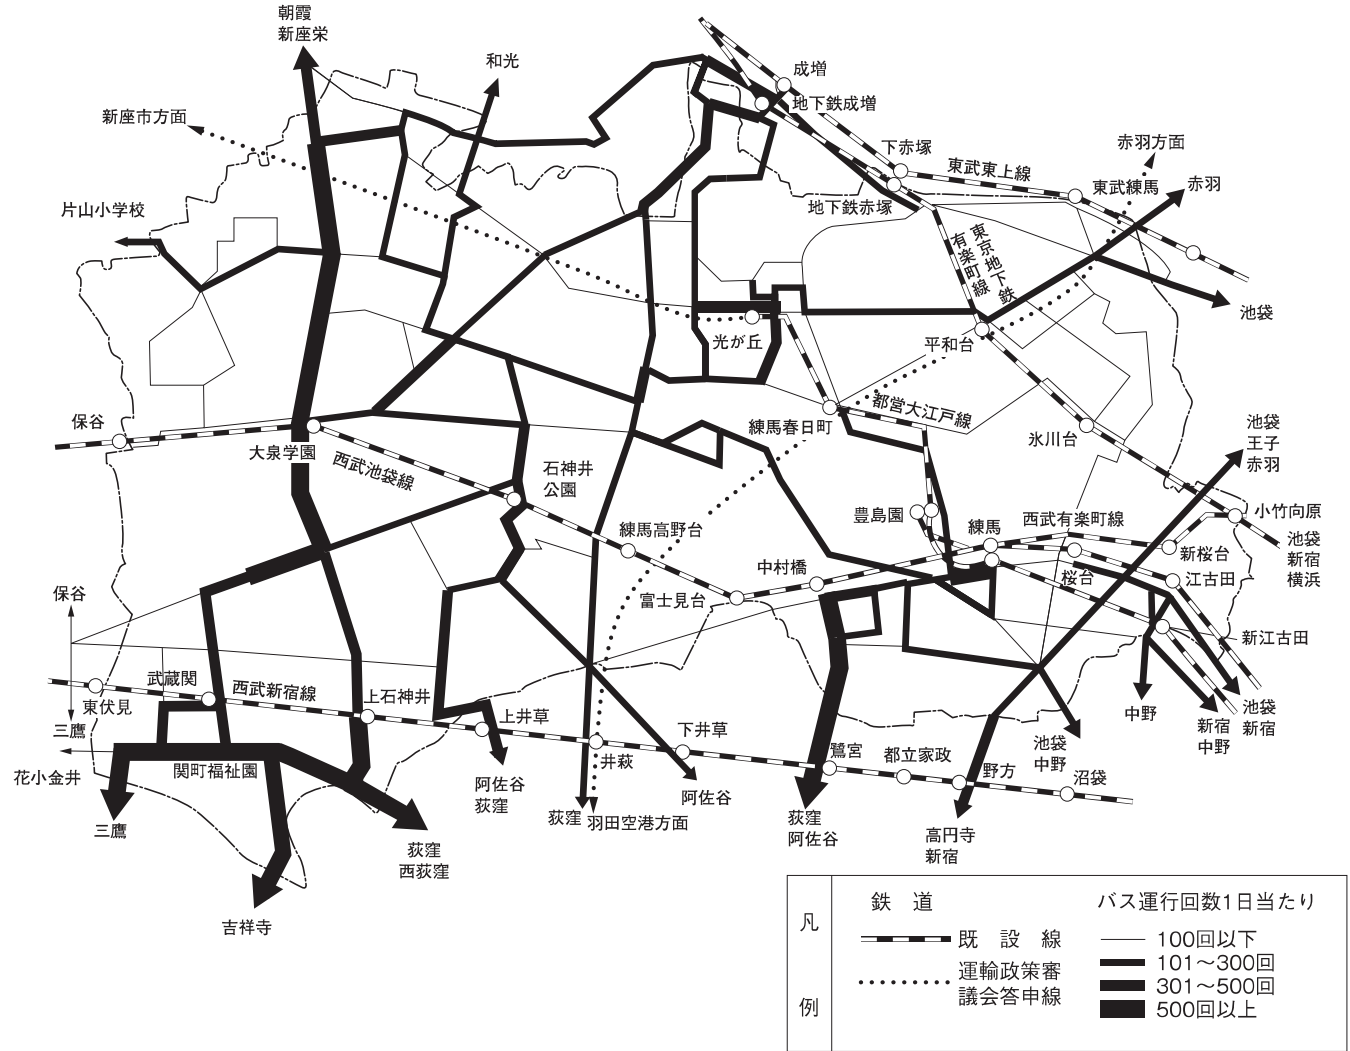 朝霞
新座栄
和光
新座市方面
成増
地下鉄成増
下赤塚
東武東上線
赤羽方面
赤羽
東武練馬
地下鉄赤塚
片山小学校
東京地下鉄
有楽町線
池袋
光が丘
平和台
都営大江戸線
練馬春日町
氷川台
池袋
王子
赤羽
保谷
大泉学園
西武池袋線
石神井
公園
練馬高野台
豊島園
練馬
西武有楽町線
小竹向原
新桜台
池袋
新宿
横浜
中村橋
桜台
江古田
富士見台
新江古田
保谷
武蔵関
西武新宿線
東伏見
三鷹
上石神井
上井草
下井草
中野
新宿
中野
池袋
新宿
池袋
中野
花小金井
関町福祉園
阿佐谷
荻窪
井荻
阿佐谷
鷺宮
都立家政
野方
沼袋
三鷹
荻窪
西荻窪
荻窪
羽田空港方面
荻窪
阿佐谷
高円寺
新宿
吉祥寺
凡例
鉄道
既設線
運輸政策審
議会答申線
バス運行回数1日当たり
100回以下
101～300回
301～500回
500回以上